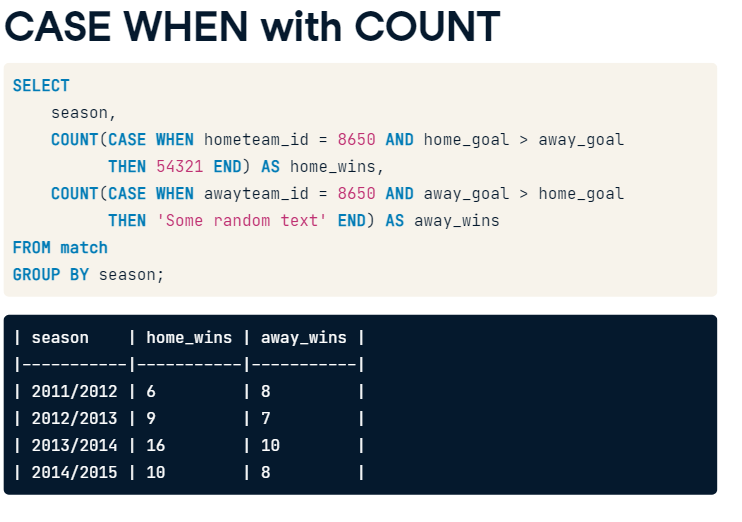 CASE WHEN with COUNT
SELECT
    season,
    COUNT(CASE WHEN hometeam_id = 8650 AND home_goal > away_goal
          THEN 54321 END) AS home_wins,
    COUNT(CASE WHEN awayteam_id = 8650 AND away_goal > home_goal
          THEN 'Some random text' END) AS away_wins
FROM match
GROUP BY season;
| season    | home_wins | away_wins |
|-----------|-----------|-----------|
| 2011/2012 | 6         | 8         |
| 2012/2013 | 9         | 7         |
| 2013/2014 | 16        | 10        |
| 2014/2015 | 10        | 8         |